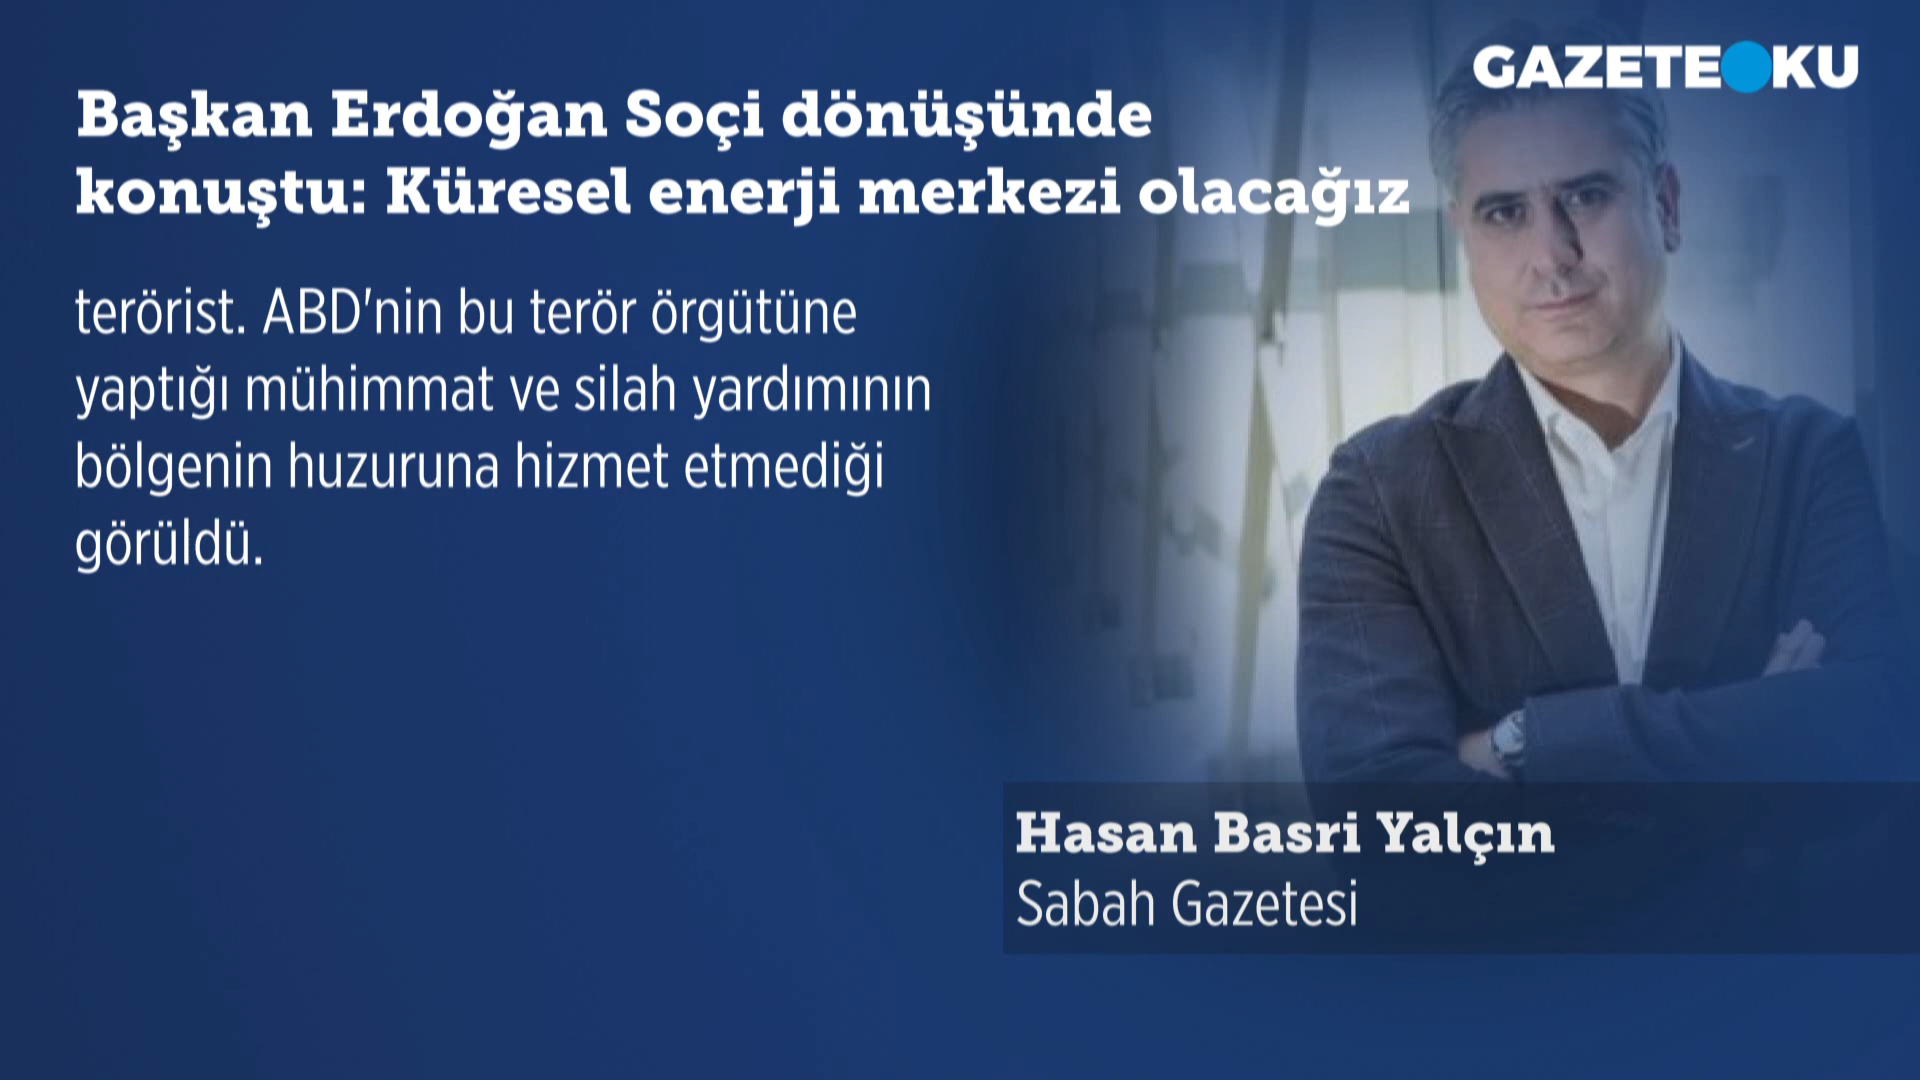 GAZETE OKU
Başkan Erdoğan Soçi dönüşünde
konuştu: Küresel enerji merkezi olacağız
terörist. ABD'nin bu terör örgütüne
yaptığı mühimmat ve silah yardımının
bölgenin huzuruna hizmet etmediği
görüldü.
Hasan Basri Yalçın
Sabah Gazetesi